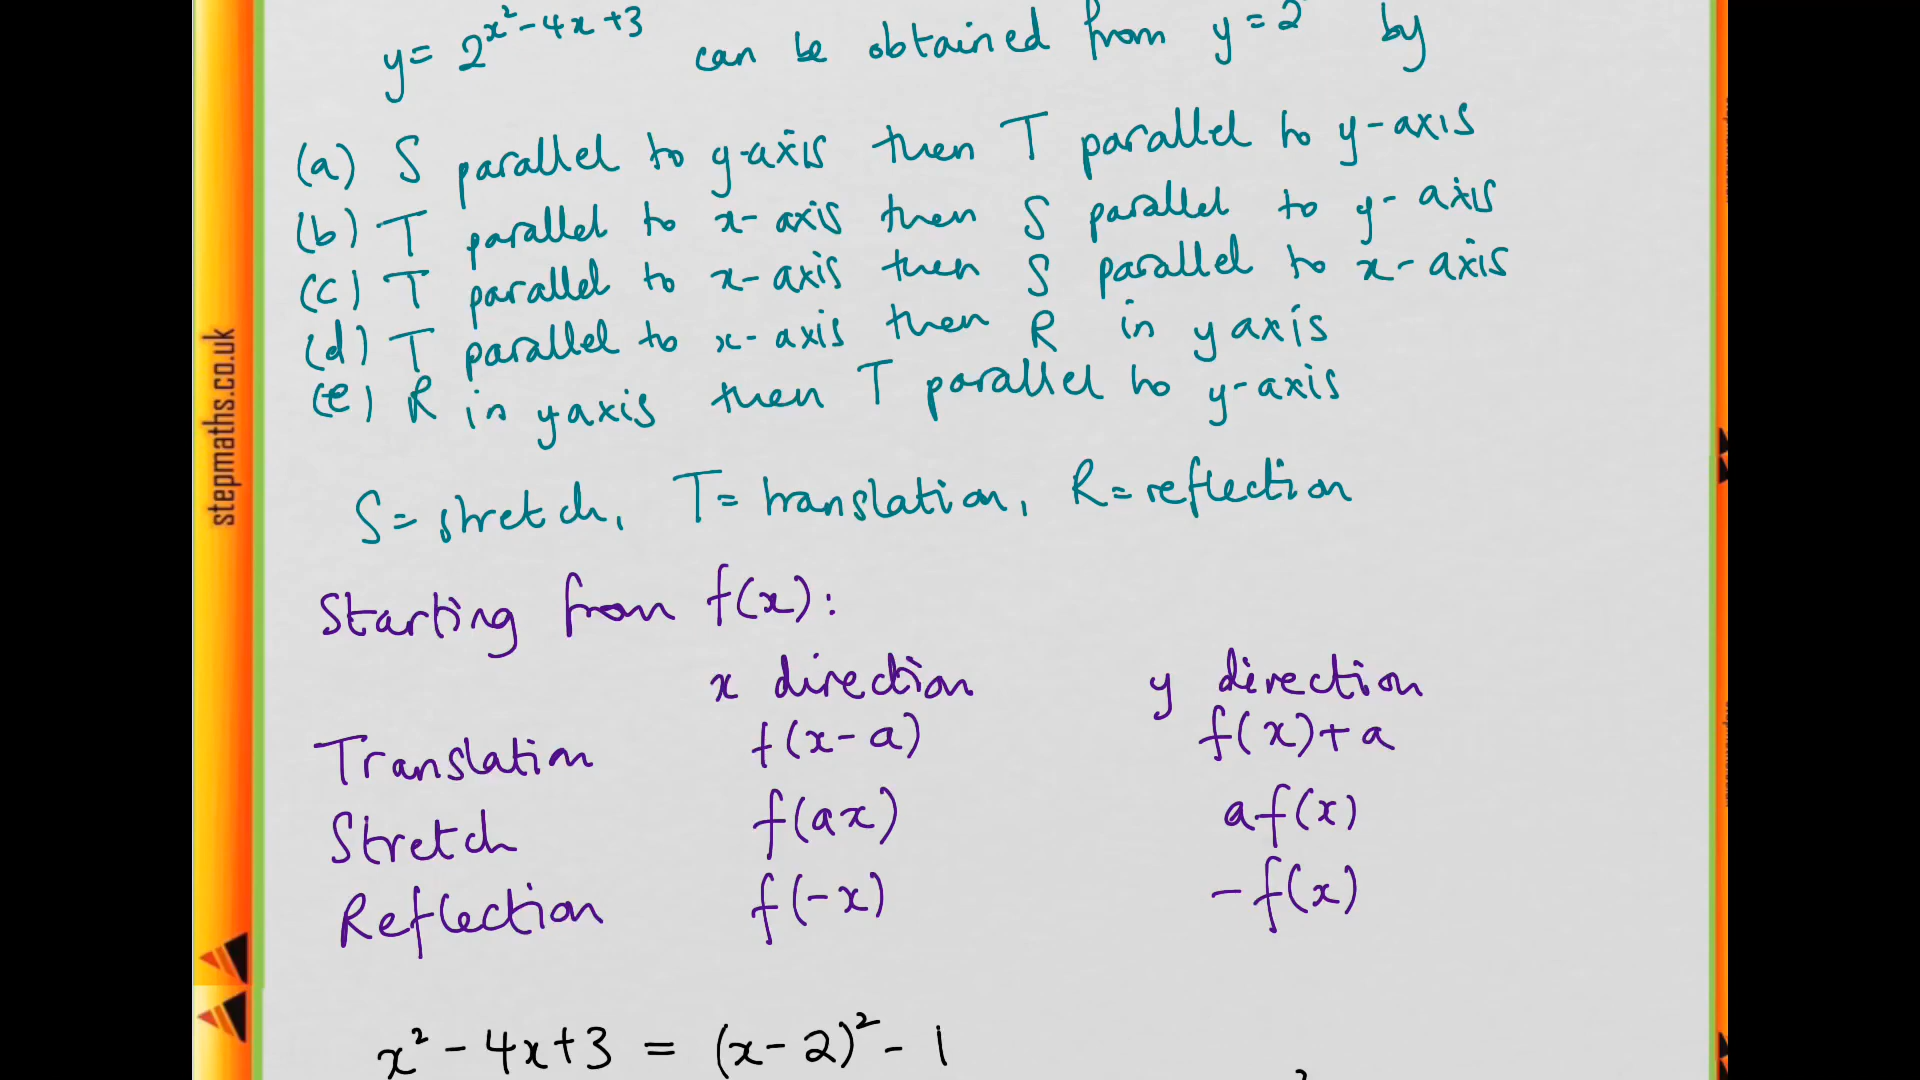 y = 2^{x² - 4x + 3} can be obtained from y = 2 by
(a) S parallel to y-axis then T parallel to y-axis
(b) T parallel to x-axis then S parallel to y-axis
(c) T parallel to x-axis then S parallel to x-axis
(d) T parallel to x-axis then R in y axis
(e) R in y axis then T parallel to y-axis
S = stretch, T = translation, R = reflection
Starting from f(x):
x direction y direction
Translation f(x-a) f(x)+a
Stretch f(ax) af(x)
Reflection f(-x) -f(x)
x² - 4x + 3 = (x-2)² - 1
stepmaths.co.uk